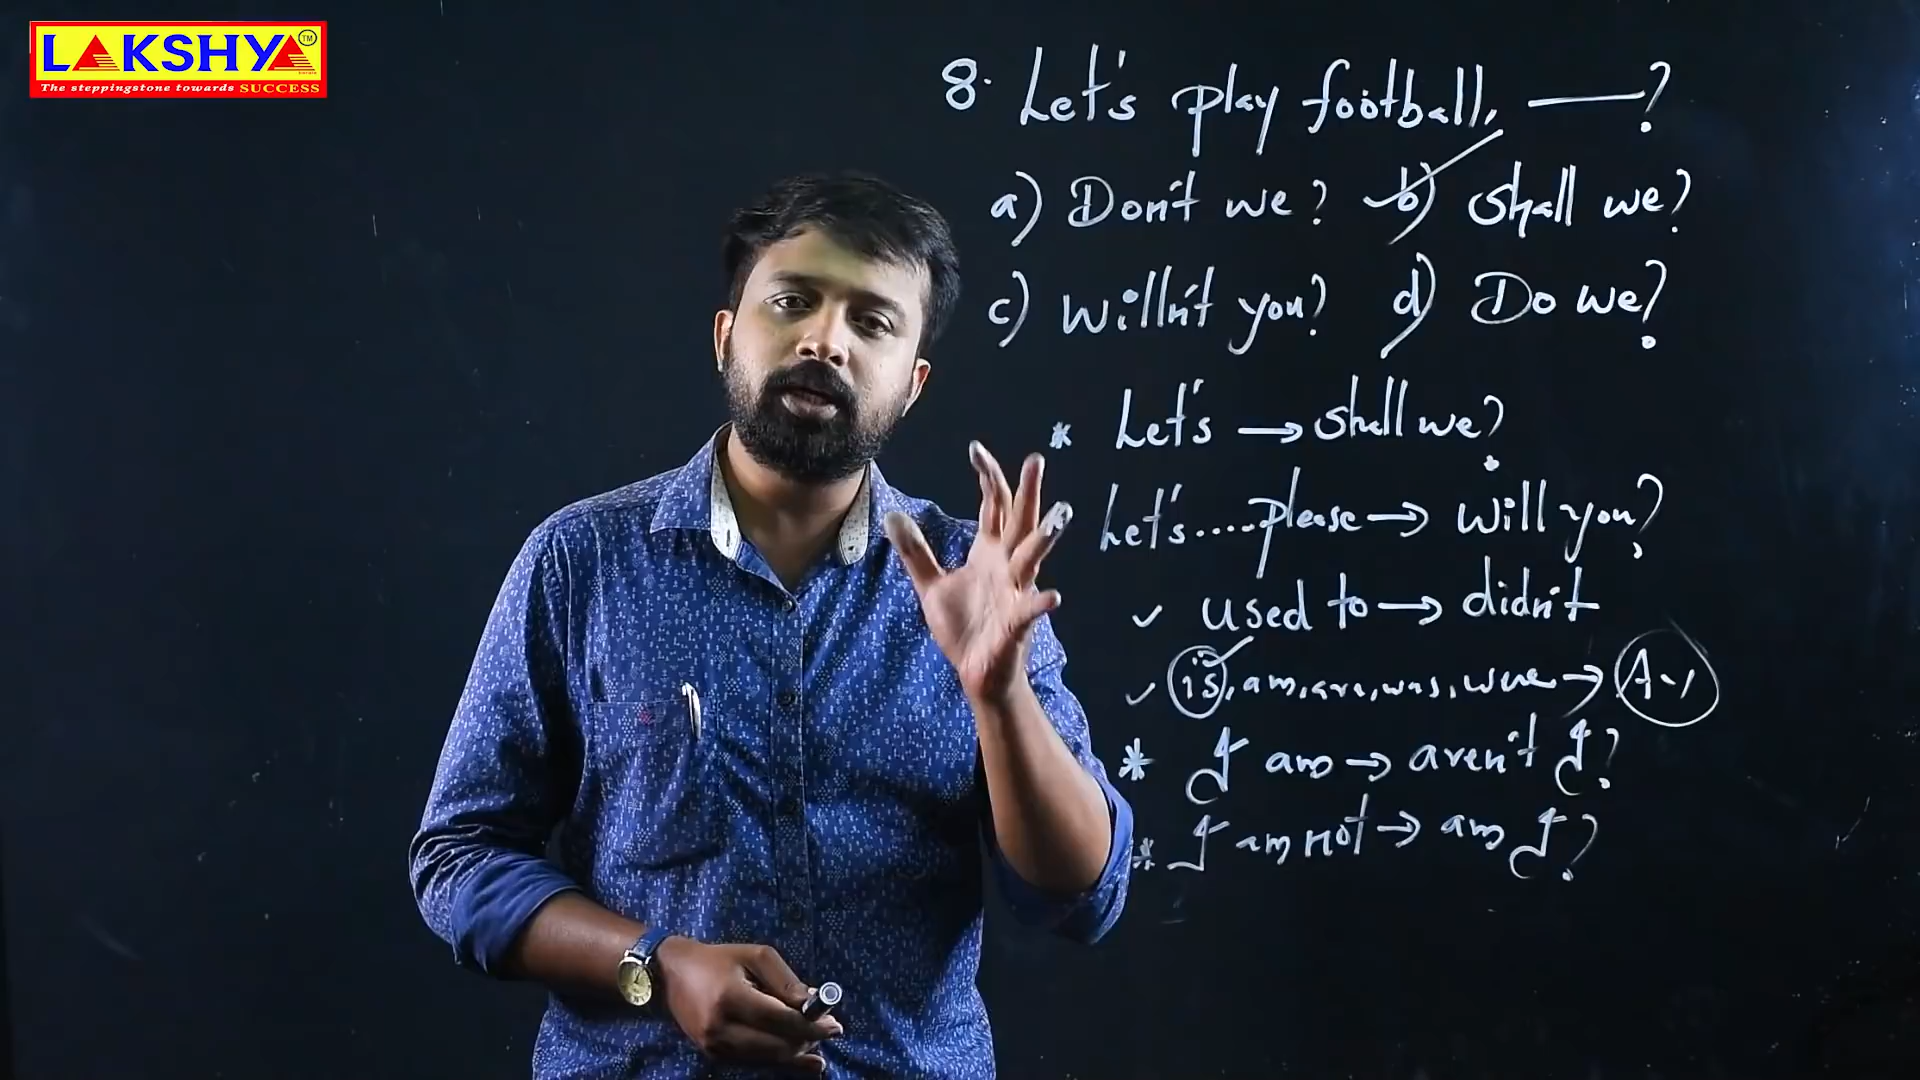 LAKSHYA TM
The steppingstone towards SUCCESS
8. Let's play football, ——?
a) Don't we? b) Shall we?
c) Willn't you? d) Do we?
* Let's → Shall we?
* Let's.....please → Will you?
✓ used to → didn't
✓ is, am, are, was, were → A-1
* I am → aren't I?
* I am not → am I?